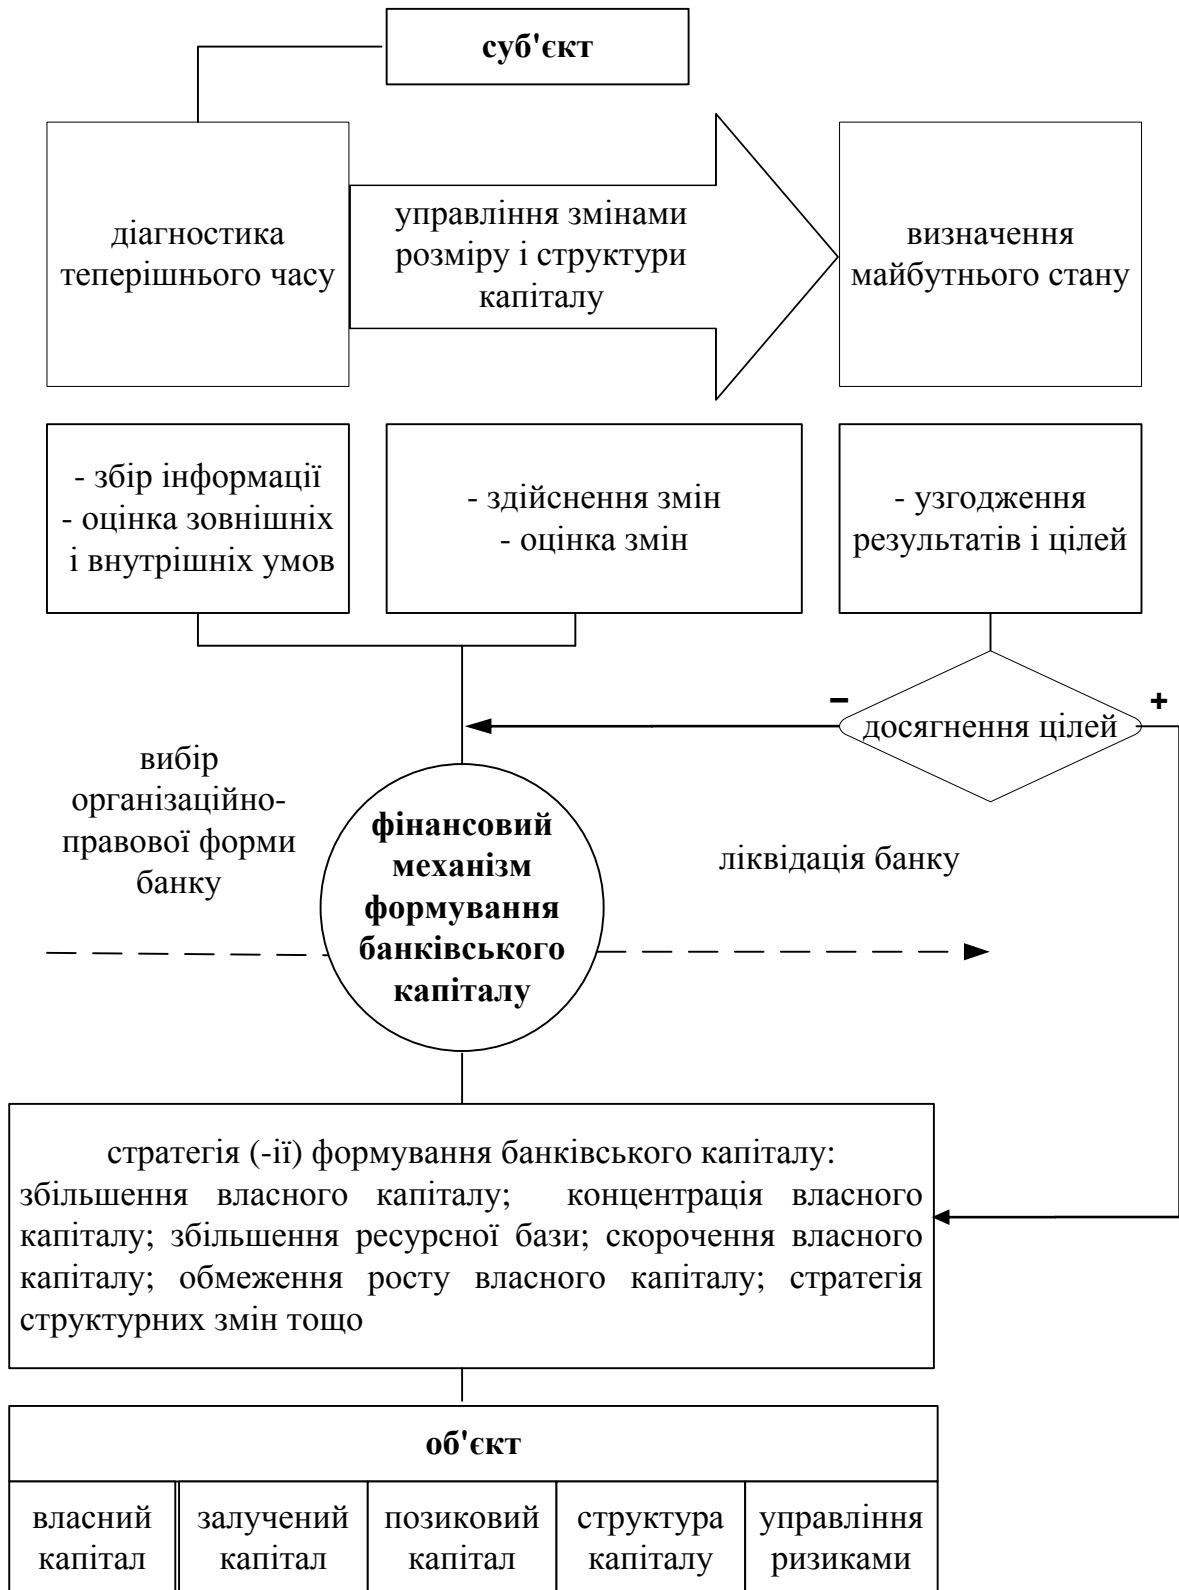 суб'єкт
діагностика
теперішнього часу
управління змінами
розміру і структури
капіталу
визначення
майбутнього стану
- збір інформації
- оцінка зовнішніх
і внутрішніх умов
- здійснення змін
- оцінка змін
- узгодження
результатів і цілей
–
+
досягнення цілей
вибір
організаційно-
правової форми
банку
фінансовий
механізм
формування
банківського
капіталу
ліквідація банку
стратегія (-ії) формування банківського капіталу:
збільшення власного капіталу; концентрація власного
капіталу; збільшення ресурсної бази; скорочення власного
капіталу; обмеження росту власного капіталу; стратегія
структурних змін тощо
об'єкт
власний
капітал
залучений
капітал
позиковий
капітал
структура
капіталу
управління
ризиками